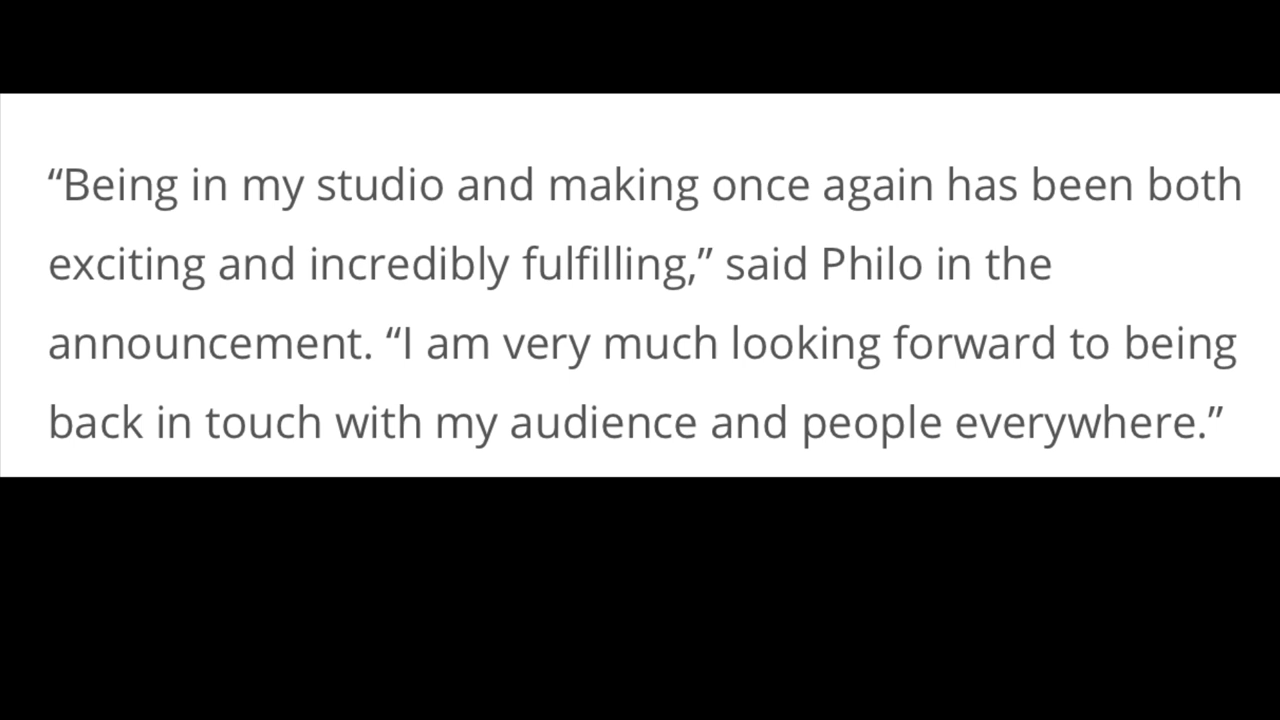 “Being in my studio and making once again has been both
exciting and incredibly fulfilling,” said Philo in the
announcement. “I am very much looking forward to being
back in touch with my audience and people everywhere.”